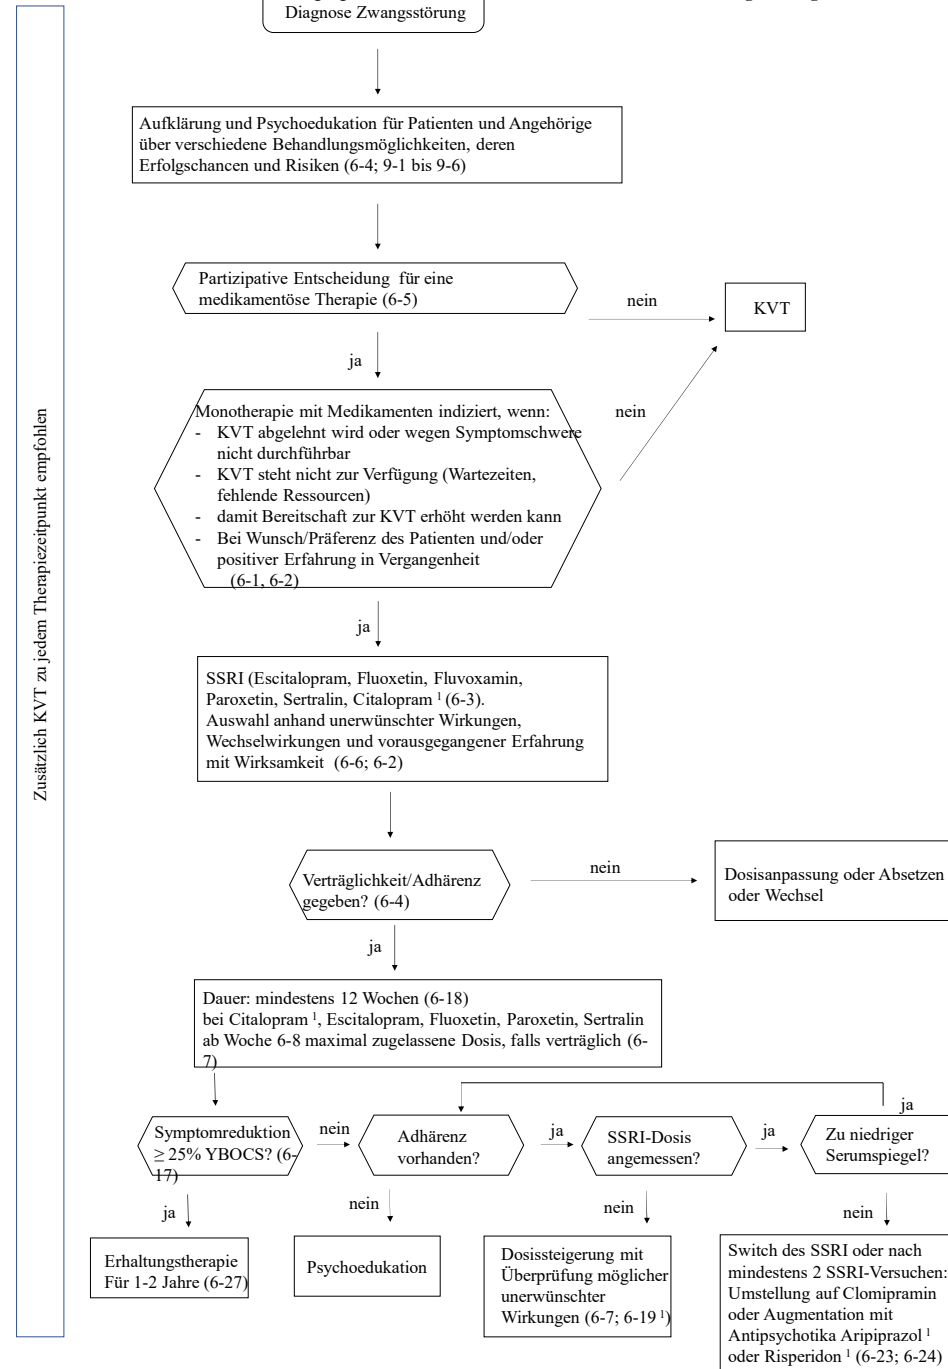 Diagnose Zwangsstörung
Aufklärung und Psychoedukation für Patienten und Angehörige
über verschiedene Behandlungsmöglichkeiten, deren
Erfolgschancen und Risiken (6-4; 9-1 bis 9-6)
Partizipative Entscheidung für eine
medikamentöse Therapie (6-5)
nein
KVT
ja
nein
Monotherapie mit Medikamenten indiziert, wenn:
- KVT abgelehnt wird oder wegen Symptomschwere
nicht durchführbar
- KVT steht nicht zur Verfügung (Wartezeiten,
fehlende Ressourcen)
- damit Bereitschaft zur KVT erhöht werden kann
- Bei Wunsch/Präferenz des Patienten und/oder
positiver Erfahrung in Vergangenheit
(6-1, 6-2)
Zusätzlich KVT zu jedem Therapiezeitpunkt empfohlen
ja
SSRI (Escitalopram, Fluoxetin, Fluvoxamin,
Paroxetin, Sertralin, Citalopram ¹ (6-3).
Auswahl anhand unerwünschter Wirkungen,
Wechselwirkungen und vorausgegangener Erfahrung
mit Wirksamkeit (6-6; 6-2)
Verträglichkeit/Adhärenz
gegeben? (6-4)
nein
Dosisanpassung oder Absetzen
oder Wechsel
ja
Dauer: mindestens 12 Wochen (6-18)
bei Citalopram ¹, Escitalopram, Fluoxetin, Paroxetin, Sertralin
ab Woche 6-8 maximal zugelassene Dosis, falls verträglich (6-
7)
Symptomreduktion
≥ 25% YBOCS? (6-
17)
nein
Adhärenz
vorhanden?
ja
SSRI-Dosis
angemessen?
ja
Zu niedriger
Serumspiegel?
ja
ja
nein
nein
nein
Erhaltungstherapie
Für 1-2 Jahre (6-27)
Psychoedukation
Dosissteigerung mit
Überprüfung möglicher
unerwünschter
Wirkungen (6-7; 6-19 ¹)
Switch des SSRI oder nach
mindestens 2 SSRI-Versuchen:
Umstellung auf Clomipramin
oder Augmentation mit
Antipsychotika Aripiprazol ¹
oder Risperidon ¹ (6-23; 6-24)